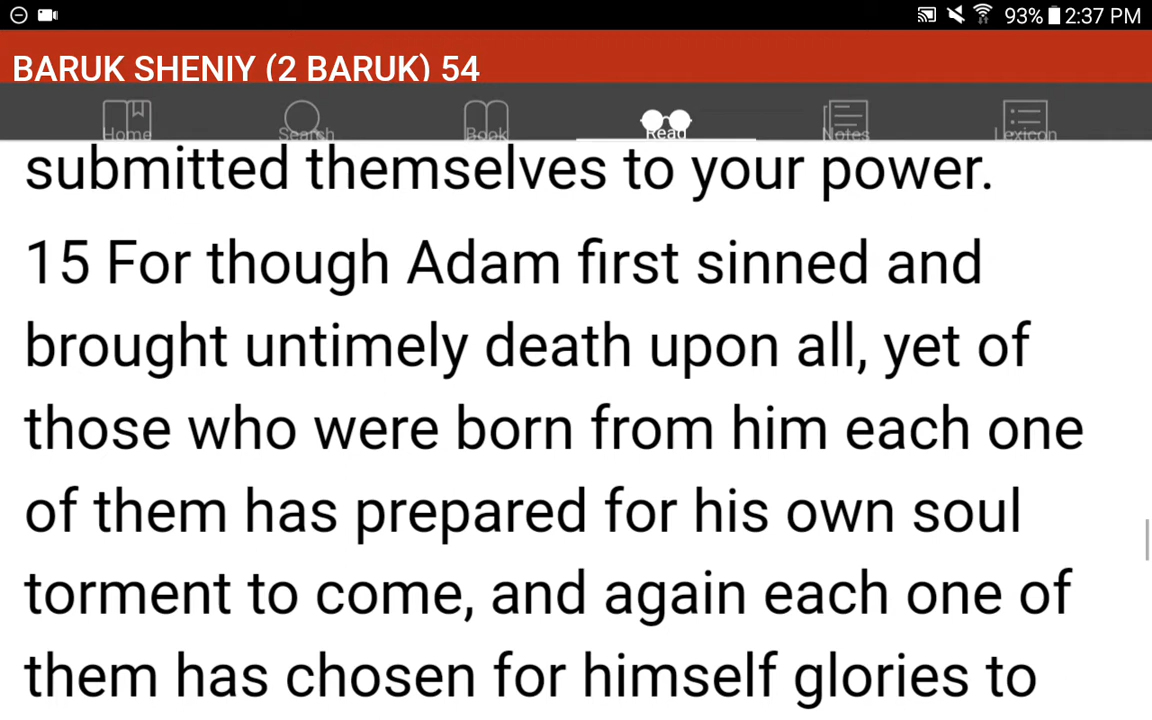 93% 2:37 PM
BARUK SHENIY (2 BARUK) 54
Home Search Book Read Notes Lexicon
submitted themselves to your power.
15 For though Adam first sinned and
brought untimely death upon all, yet of
those who were born from him each one
of them has prepared for his own soul
torment to come, and again each one of
them has chosen for himself glories to